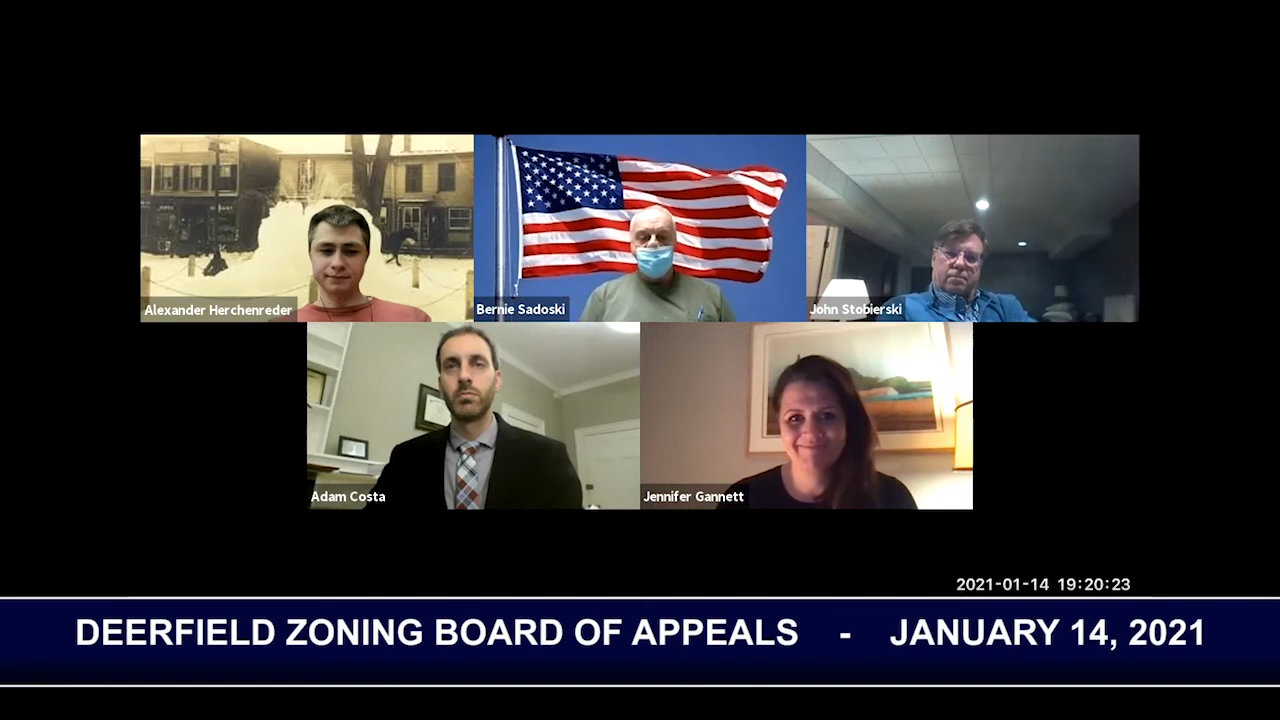 Alexander Herchenreder
Bernie Sadoski
John Stobierski
Adam Costa
Jennifer Gannett
2021-01-14 19:20:23
DEERFIELD ZONING BOARD OF APPEALS - JANUARY 14, 2021